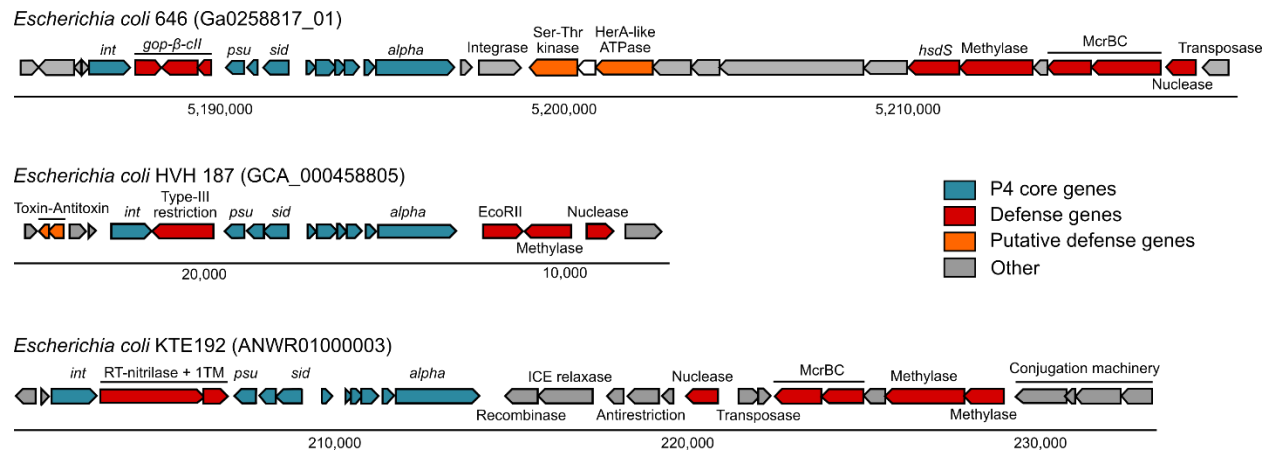 Escherichia coli 646 (Ga0258817_01)
int
gop-β-cII
psu
sid
alpha
Integrase
Ser-Thr
kinase
HerA-like
ATPase
hsdS
Methylase
McrBC
Nuclease
Transposase
5,190,000
5,200,000
5,210,000
Escherichia coli HVH 187 (GCA_000458805)
Toxin-Antitoxin
int
Type-III
restriction
psu
sid
alpha
EcoRII
Methylase
Nuclease
20,000
10,000
P4 core genes
Defense genes
Putative defense genes
Other
Escherichia coli KTE192 (ANWR01000003)
int
RT-nitrilase + 1TM
psu
sid
alpha
Recombinase
ICE relaxase
Antirestriction
Nuclease
Transposase
McrBC
Methylase
Methylase
Conjugation machinery
210,000
220,000
230,000